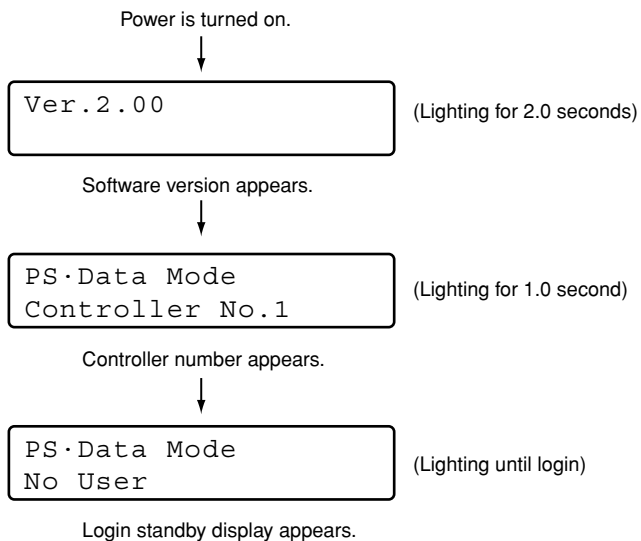 Power is turned on.
Ver.2.00
(Lighting for 2.0 seconds)
Software version appears.
PS·Data Mode
Controller No.1
(Lighting for 1.0 second)
Controller number appears.
PS·Data Mode
No User
(Lighting until login)
Login standby display appears.